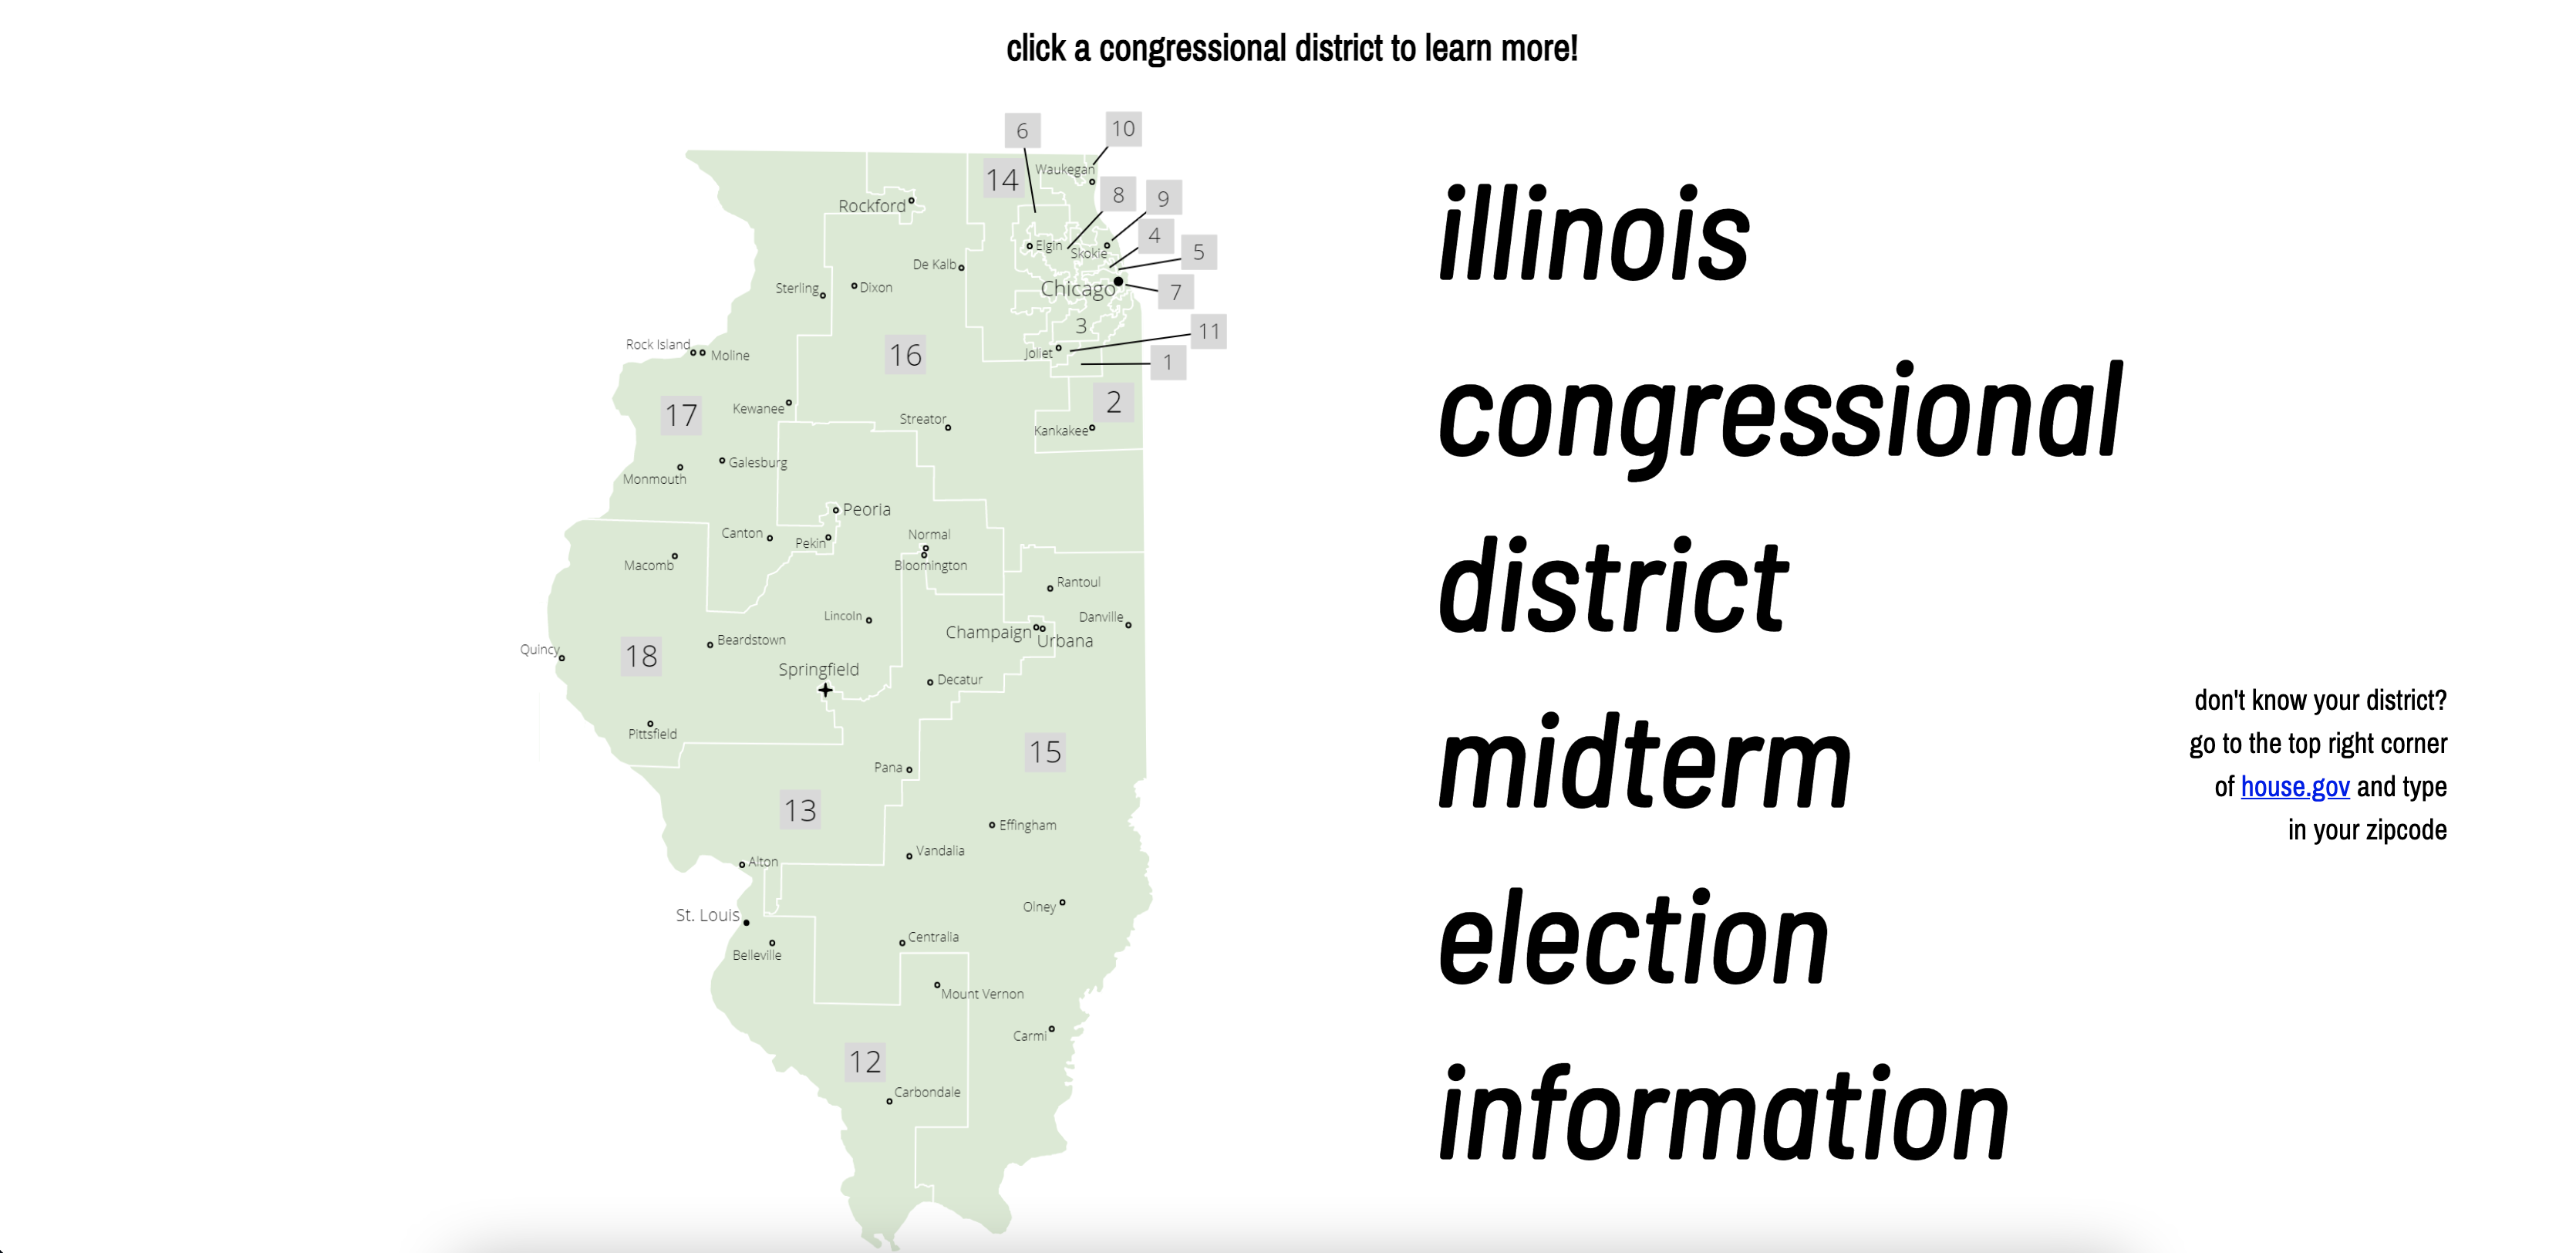 click a congressional district to learn more!
6
10
14
Waukegan
8
9
Rockford
4
Elgin
Skokie
5
De Kalb
Sterling
Dixon
Chicago
7
3
11
Rock Island
Moline
16
Joliet
1
17
Kewanee
2
Streator
Kankakee
Galesburg
Monmouth
Peoria
Canton
Pekin
Normal
Macomb
Bloomington
Rantoul
Lincoln
Danville
Champaign
Urbana
Beardstown
Quincy
18
Springfield
Decatur
Pittsfield
15
Pana
13
Effingham
Vandalia
Alton
Olney
St. Louis
Centralia
Belleville
Mount Vernon
Carmi
12
Carbondale
illinois
congressional
district
midterm
election
information
don't know your district?
go to the top right corner
of house.gov and type
in your zipcode